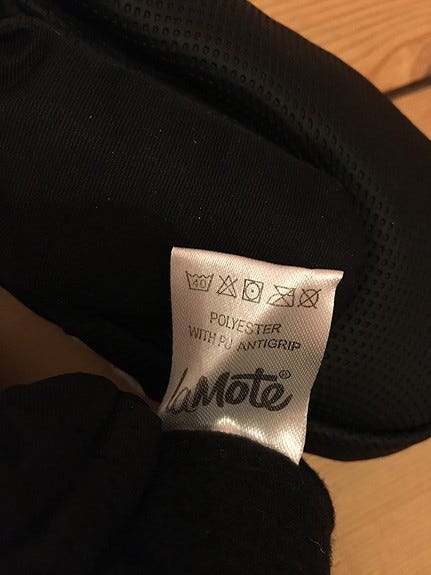 40
POLYESTER
WITH PU ANTIGRIP
laMote®